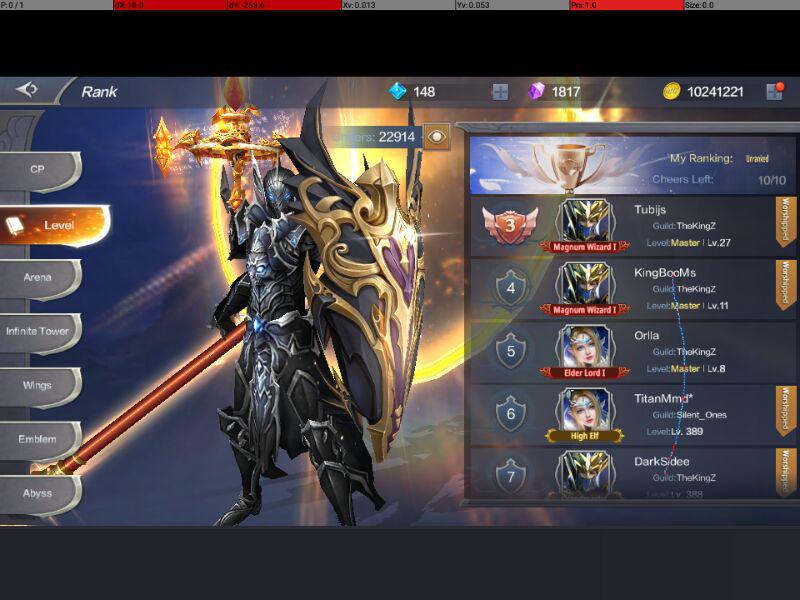 P: 0 / 1
dX: 10.0
dY: -253.6
Xv: 0.013
Yv: 0.053
Prs: 1.0
Size: 0.0
Rank
148
1817
10241221
22914
CP
Level
Arena
Infinite Tower
Wings
Emblem
Abyss
My Ranking: Unranked
Cheers Left: 10/10
3
Magnum Wizard I
Tubijs
Guild:TheKingZ
Level:Master | Lv.27
Worshipped
4
Magnum Wizard I
KingBooMs
Guild:TheKingZ
Level:Master | Lv.11
Worshipped
5
Elder Lord I
Orlla
Guild:TheKingZ
Level:Master | Lv.8
6
High Elf
TitanMmd*
Guild:Silent_Ones
Level:Lv. 389
Worshipped
7
DarkSidee
Guild:TheKingZ
Level:Lv. 388
Worshipped